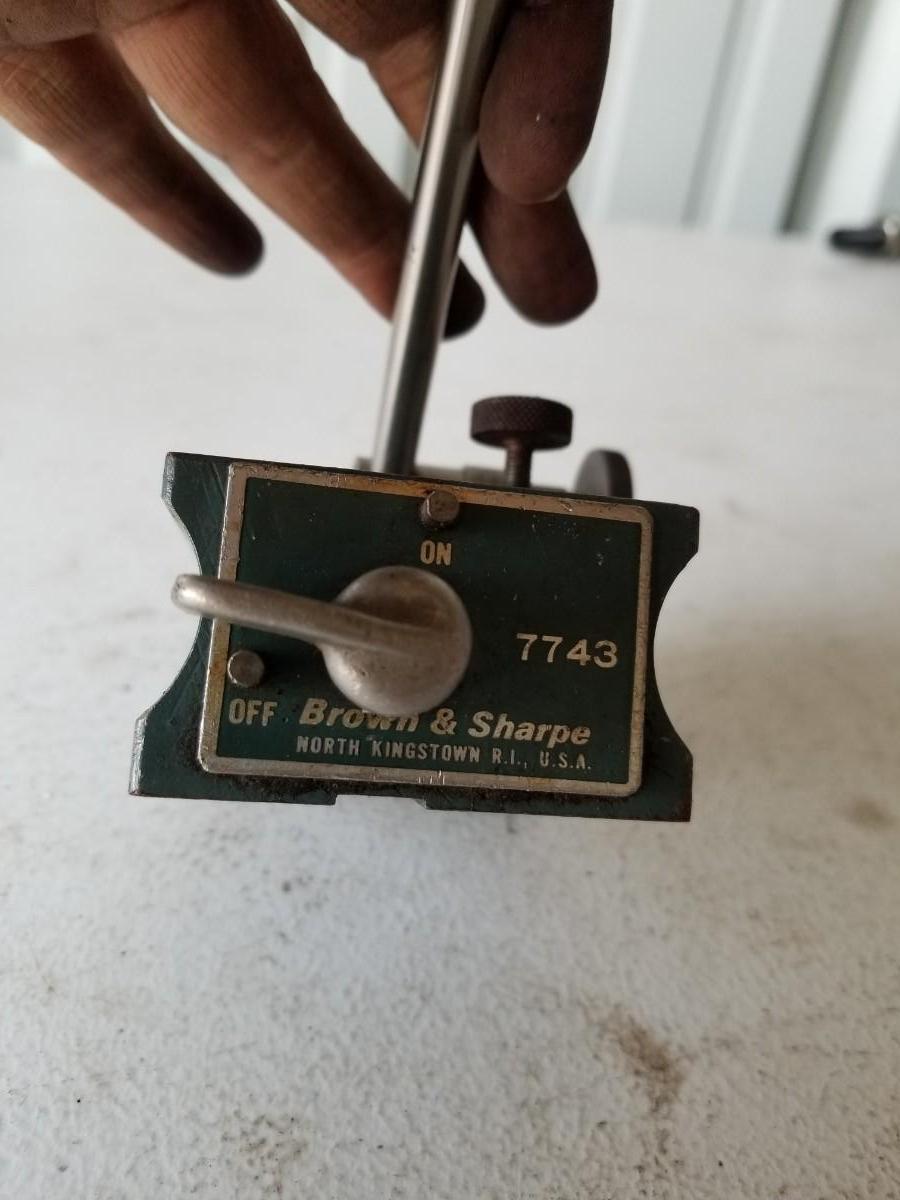 ON
7743
OFF
Brown & Sharpe
NORTH KINGSTOWN R.I., U.S.A.